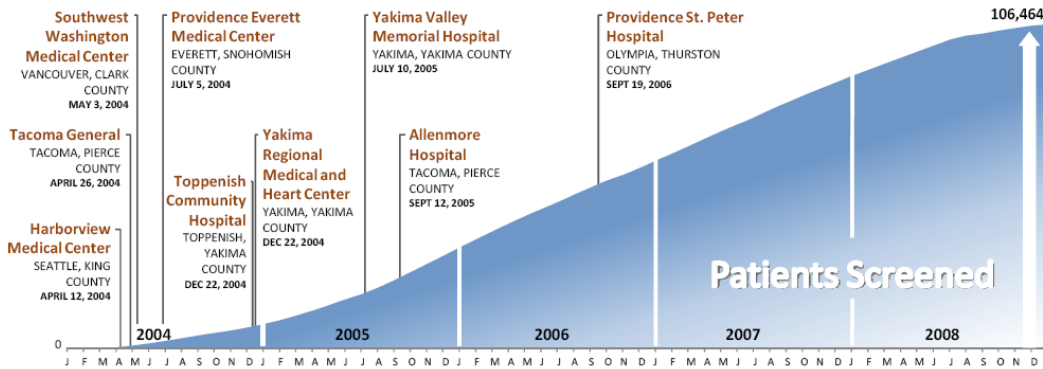 Southwest
Washington
Medical Center
VANCOUVER, CLARK
COUNTY
MAY 3, 2004
Providence Everett
Medical Center
EVERETT, SNOHOMISH
COUNTY
JULY 5, 2004
Yakima Valley
Memorial Hospital
YAKIMA, YAKIMA COUNTY
JULY 10, 2005
Providence St. Peter
Hospital
OLYMPIA, THURSTON
COUNTY
SEPT 19, 2006
106,464
Tacoma General
TACOMA, PIERCE
COUNTY
APRIL 26, 2004
Toppenish
Community
Hospital
TOPPENISH,
YAKIMA
COUNTY
DEC 22, 2004
Yakima
Regional
Medical and
Heart Center
YAKIMA, YAKIMA
COUNTY
DEC 22, 2004
Allenmore
Hospital
TACOMA, PIERCE
COUNTY
SEPT 12, 2005
Harborview
Medical Center
SEATTLE, KING
COUNTY
APRIL 12, 2004
Patients Screened
2004 2005 2006 2007 2008
0
J F M A M J J A S O N D J F M A M J J A S O N D J F M A M J J A S O N D J F M A M J J A S O N D J F M A M J J A S O N D